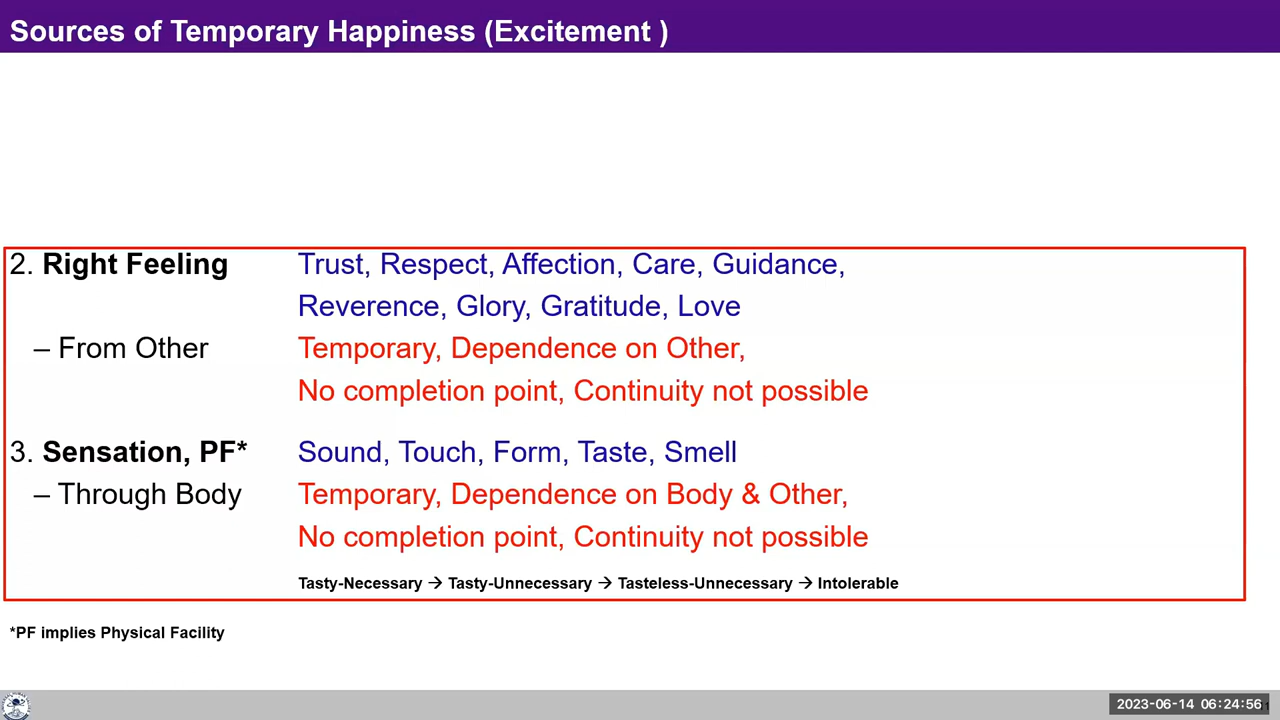 Sources of Temporary Happiness (Excitement )
2. Right Feeling Trust, Respect, Affection, Care, Guidance,
Reverence, Glory, Gratitude, Love
– From Other Temporary, Dependence on Other,
No completion point, Continuity not possible
3. Sensation, PF* Sound, Touch, Form, Taste, Smell
– Through Body Temporary, Dependence on Body & Other,
No completion point, Continuity not possible
Tasty-Necessary → Tasty-Unnecessary → Tasteless-Unnecessary → Intolerable
*PF implies Physical Facility
2023-06-14 06:24:56